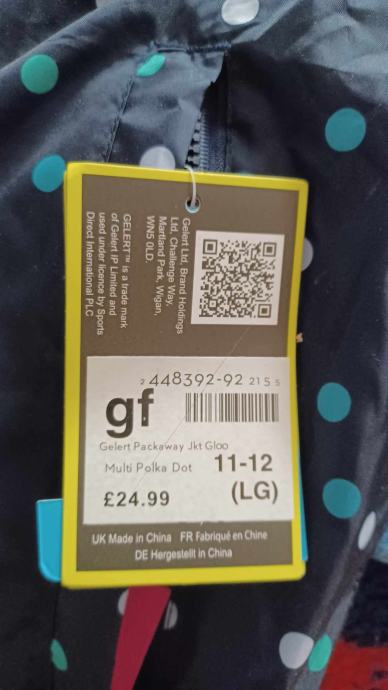 Gelert Ltd. Brand Holdings
Ltd. Challenge Way,
Martland Park, Wigan,
WN5 0LD.
GELERT™ is a trade mark
of Gelert IP Limited and
used under licence by Sports
Direct International PLC
2 448392-92 215 5
gf
Gelert Packaway Jkt Gloo
Multi Polka Dot 11-12
£24.99 (LG)
UK Made in China FR Fabriqué en Chine
DE Hergestellt in China